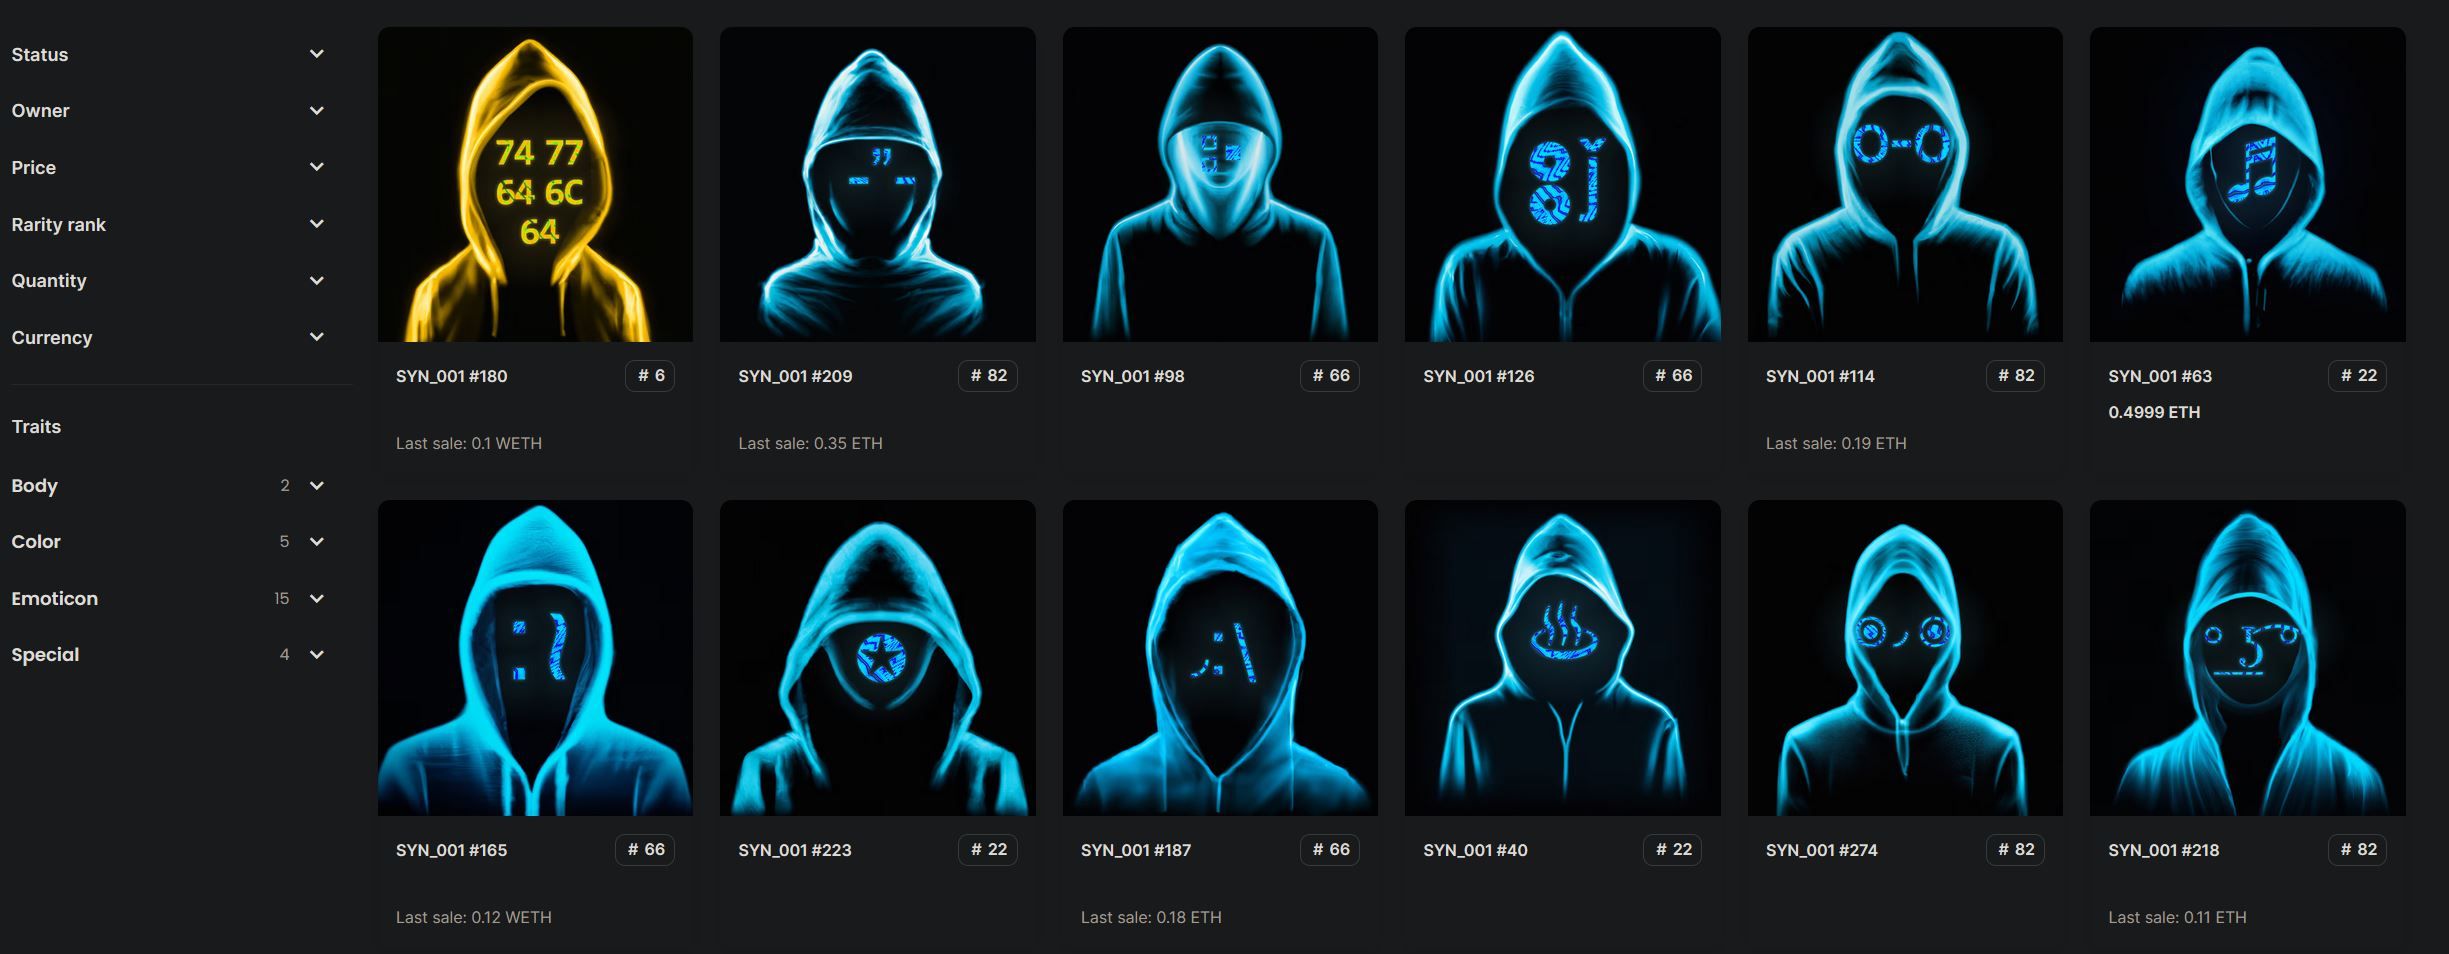 Status
Owner
Price
Rarity rank
Quantity
Currency
Traits
Body 2
Color 5
Emoticon 15
Special 4
74 77
64 6C
64
SYN_001 #180 # 6
Last sale: 0.1 WETH
SYN_001 #209 # 82
Last sale: 0.35 ETH
SYN_001 #98 # 66
SYN_001 #126 # 66
O-O
SYN_001 #114 # 82
Last sale: 0.19 ETH
♬
SYN_001 #63 # 22
0.4999 ETH
:(
SYN_001 #165 # 66
Last sale: 0.12 WETH
✪
SYN_001 #223 # 22
SYN_001 #187 # 66
Last sale: 0.18 ETH
♨
SYN_001 #40 # 22
SYN_001 #274 # 82
SYN_001 #218 # 82
Last sale: 0.11 ETH